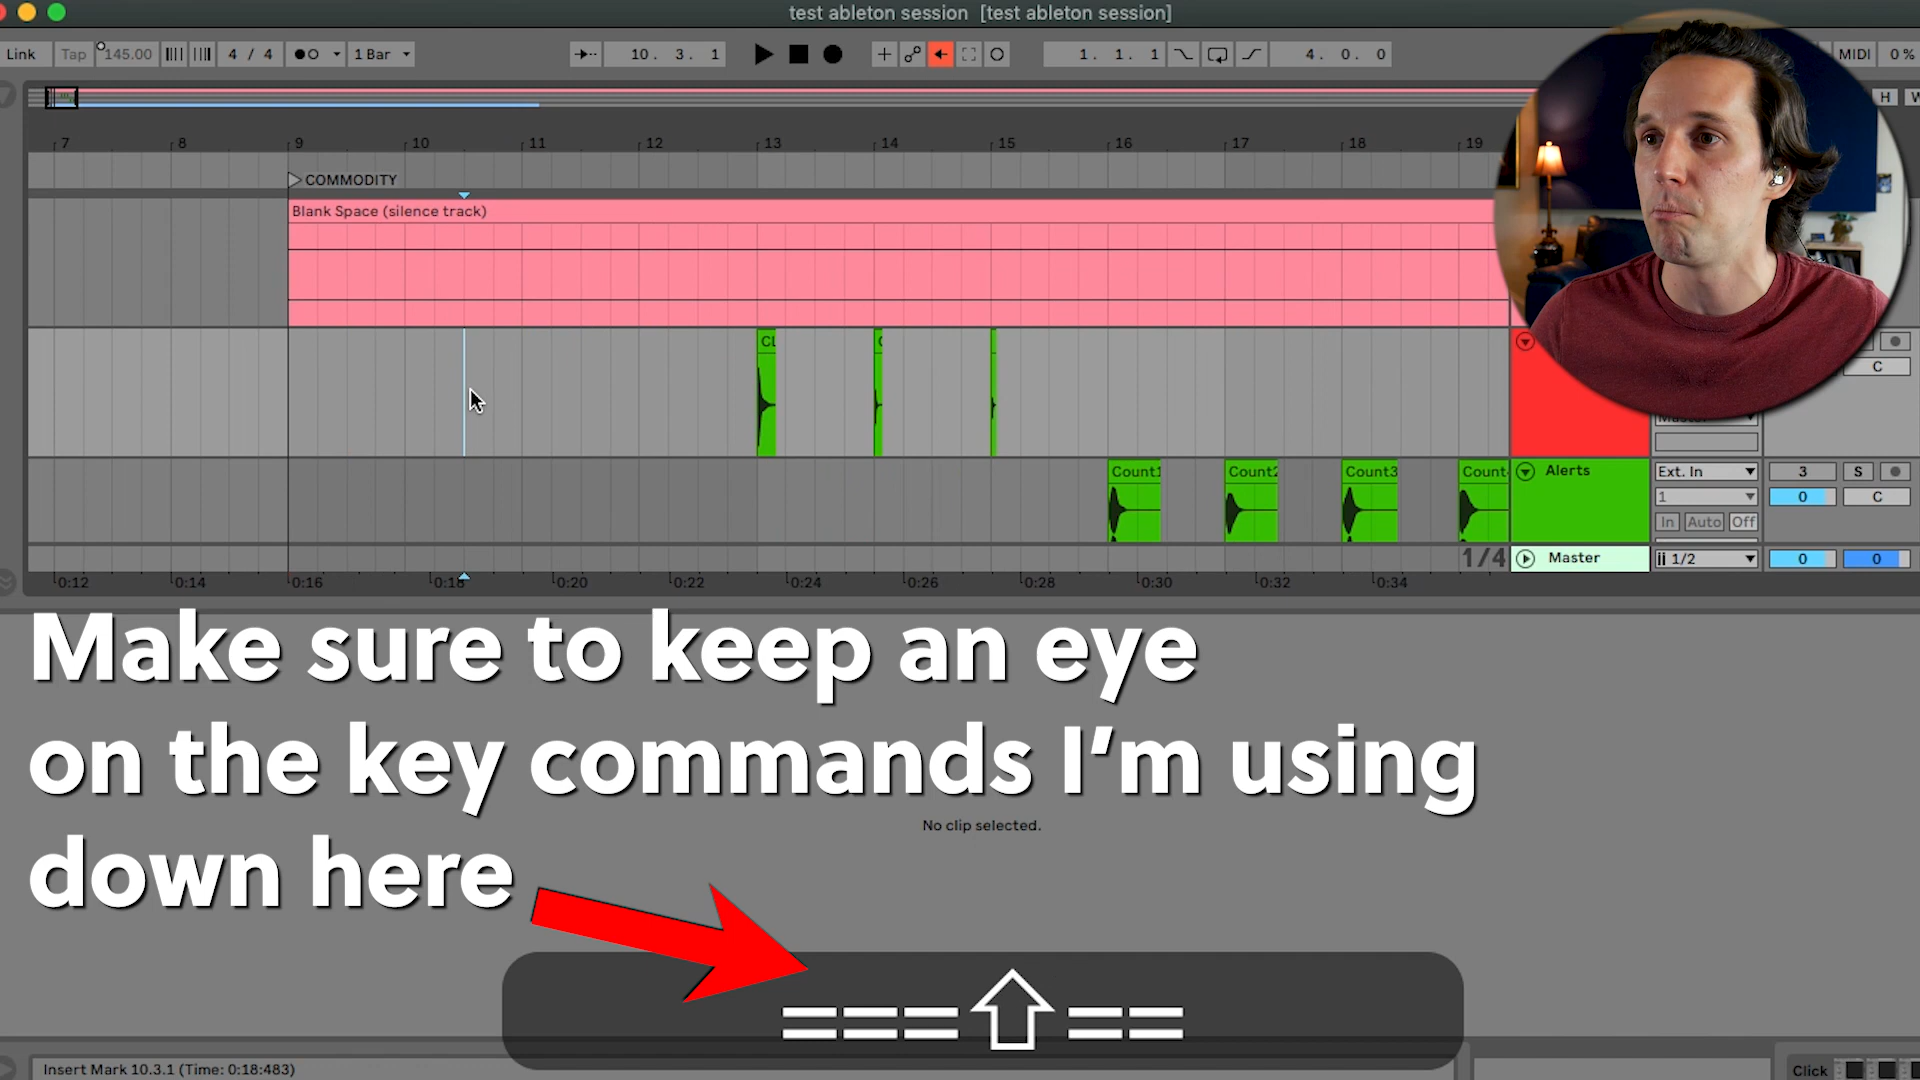 test ableton session [test ableton session]
Link Tap 145.00 4 / 4 1 Bar 10. 3. 1 1. 1. 1 4. 0. 0 MIDI 0 %
H
7 8 9 10 11 12 13 14 15 16 17 18 19
COMMODITY
Blank Space (silence track)
C
Count1 Count2 Count3 Count Alerts Ext. In 3 S
1 0 C
In Auto Off
1/4 Master 1/2 0 0
0:12 0:14 0:16 0:18 0:20 0:22 0:24 0:26 0:28 0:30 0:32 0:34
Make sure to keep an eye
on the key commands I'm using
down here
No clip selected.
===⇧==
Insert Mark 10.3.1 (Time: 0:18:483)
Click